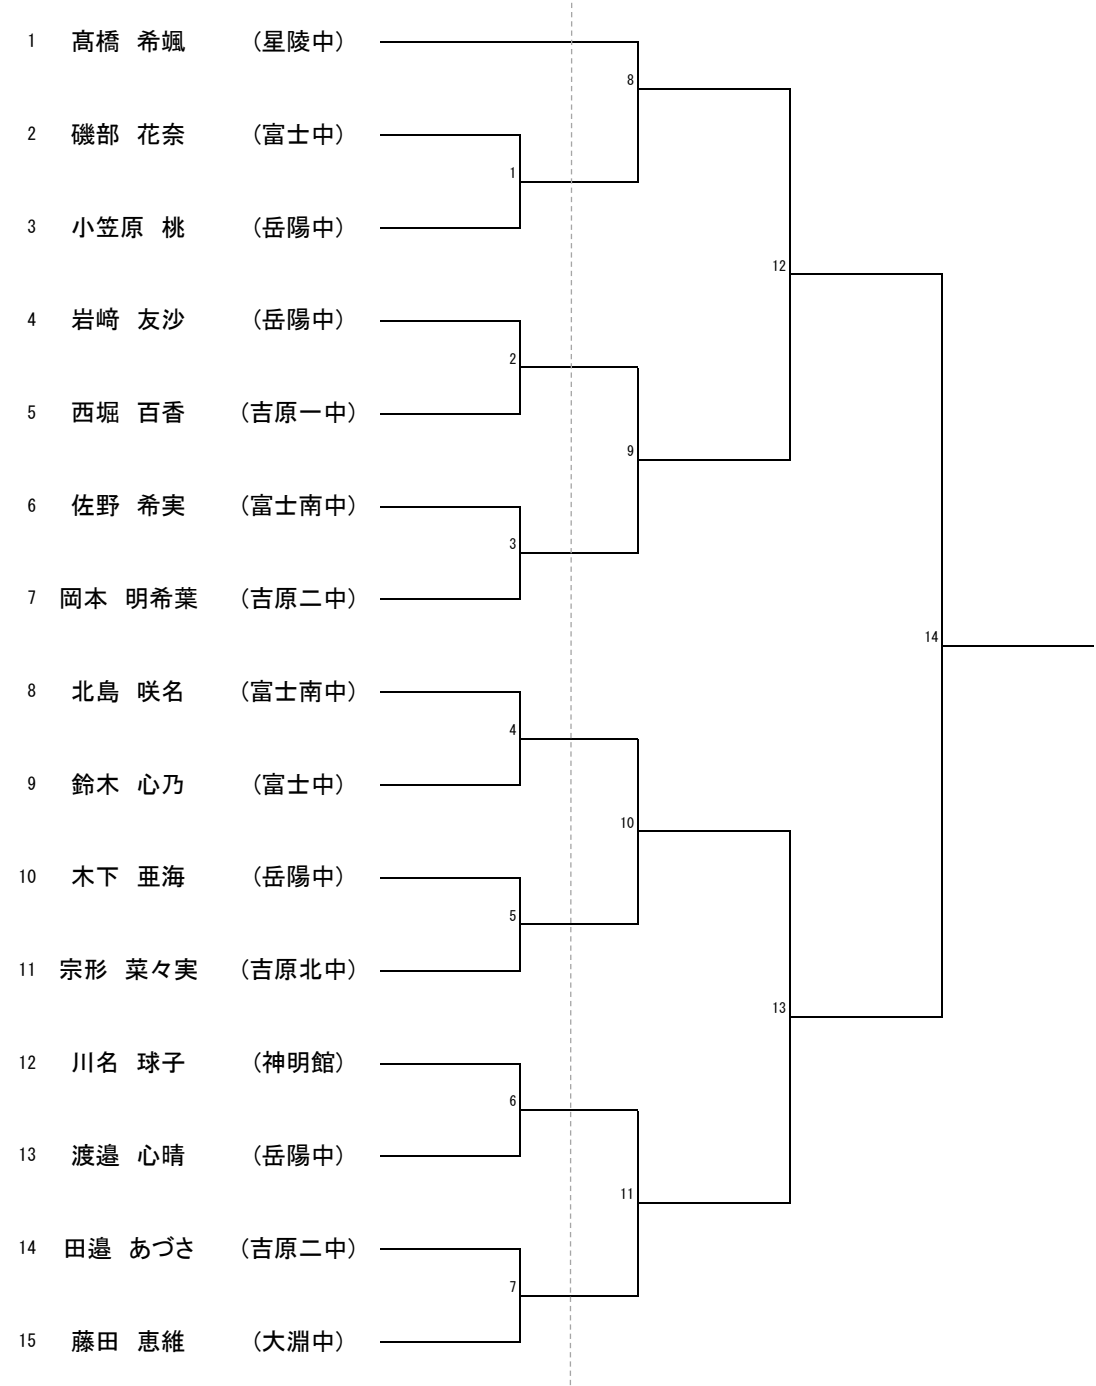 1 髙橋 希颯 （星陵中）
8
2 磯部 花奈 （富士中）
1
3 小笠原 桃 （岳陽中）
12
4 岩﨑 友沙 （岳陽中）
2
5 西堀 百香 （吉原一中）
9
6 佐野 希実 （富士南中）
3
7 岡本 明希葉 （吉原二中）
14
8 北島 咲名 （富士南中）
4
9 鈴木 心乃 （富士中）
10
10 木下 亜海 （岳陽中）
5
11 宗形 菜々実 （吉原北中）
13
12 川名 球子 （神明館）
6
13 渡邉 心晴 （岳陽中）
11
14 田邉 あづさ （吉原二中）
7
15 藤田 恵維 （大淵中）